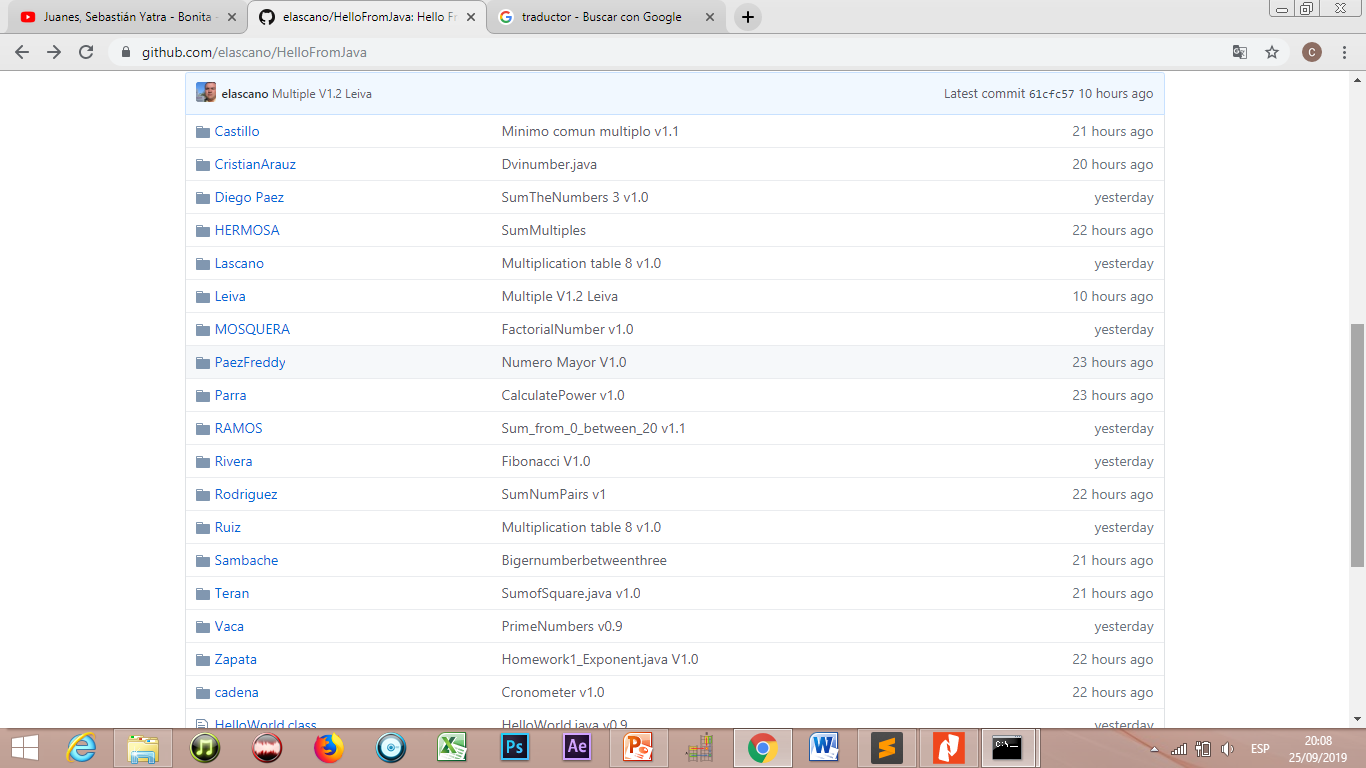 Juanes, Sebastián Yatra - Bonita
elascano/HelloFromJava: Hello Fr
traductor - Buscar con Google
github.com/elascano/HelloFromJava
C
elascano Multiple V1.2 Leiva Latest commit 61cfc57 10 hours ago
Castillo Minimo comun multiplo v1.1 21 hours ago
CristianArauz Dvinumber.java 20 hours ago
Diego Paez SumTheNumbers 3 v1.0 yesterday
HERMOSA SumMultiples 22 hours ago
Lascano Multiplication table 8 v1.0 yesterday
Leiva Multiple V1.2 Leiva 10 hours ago
MOSQUERA FactorialNumber v1.0 yesterday
PaezFreddy Numero Mayor V1.0 23 hours ago
Parra CalculatePower v1.0 23 hours ago
RAMOS Sum_from_0_between_20 v1.1 yesterday
Rivera Fibonacci V1.0 yesterday
Rodriguez SumNumPairs v1 22 hours ago
Ruiz Multiplication table 8 v1.0 yesterday
Sambache Bigernumberbetweenthree 21 hours ago
Teran SumofSquare.java v1.0 21 hours ago
Vaca PrimeNumbers v0.9 yesterday
Zapata Homework1_Exponent.java V1.0 22 hours ago
cadena Cronometer v1.0 22 hours ago
HelloWorld.class HelloWorld.java v0.9 yesterday
Ps
Ae
ESP
20:08
25/09/2019